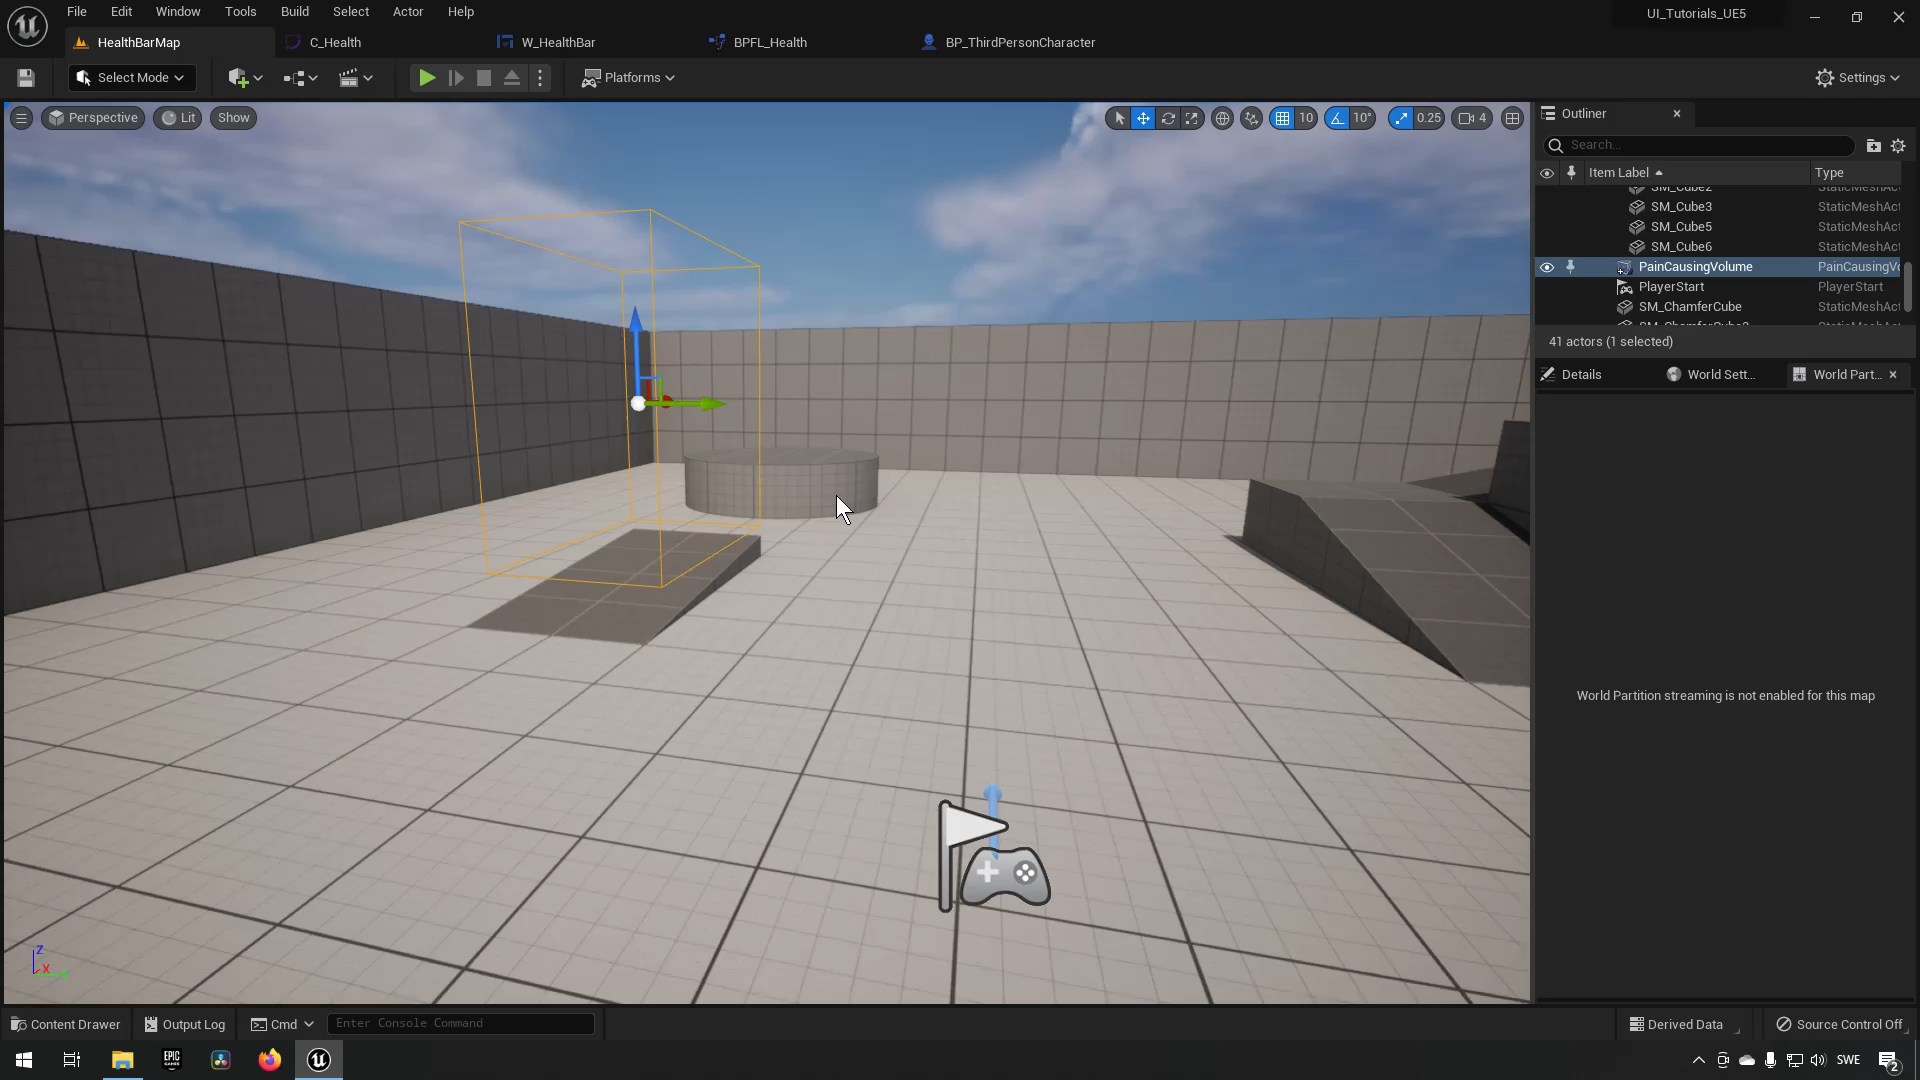 File Edit Window Tools Build Select Actor Help
UI_Tutorials_UE5
HealthBarMap
C_Health
W_HealthBar
BPFL_Health
BP_ThirdPersonCharacter
Select Mode
Platforms
Settings
Perspective
Lit
Show
10
10°
0.25
4
Outliner
Search...
Item Label
Type
SM_Cube2 StaticMeshAct
SM_Cube3 StaticMeshAct
SM_Cube5 StaticMeshAct
SM_Cube6 StaticMeshAct
PainCausingVolume PainCausingVo
PlayerStart PlayerStart
SM_ChamferCube StaticMeshAct
41 actors (1 selected)
Details
World Sett...
World Part...
World Partition streaming is not enabled for this map
Z
X
Content Drawer
Output Log
Cmd
Enter Console Command
Derived Data
Source Control Off
EPIC
GAMES
SWE
2